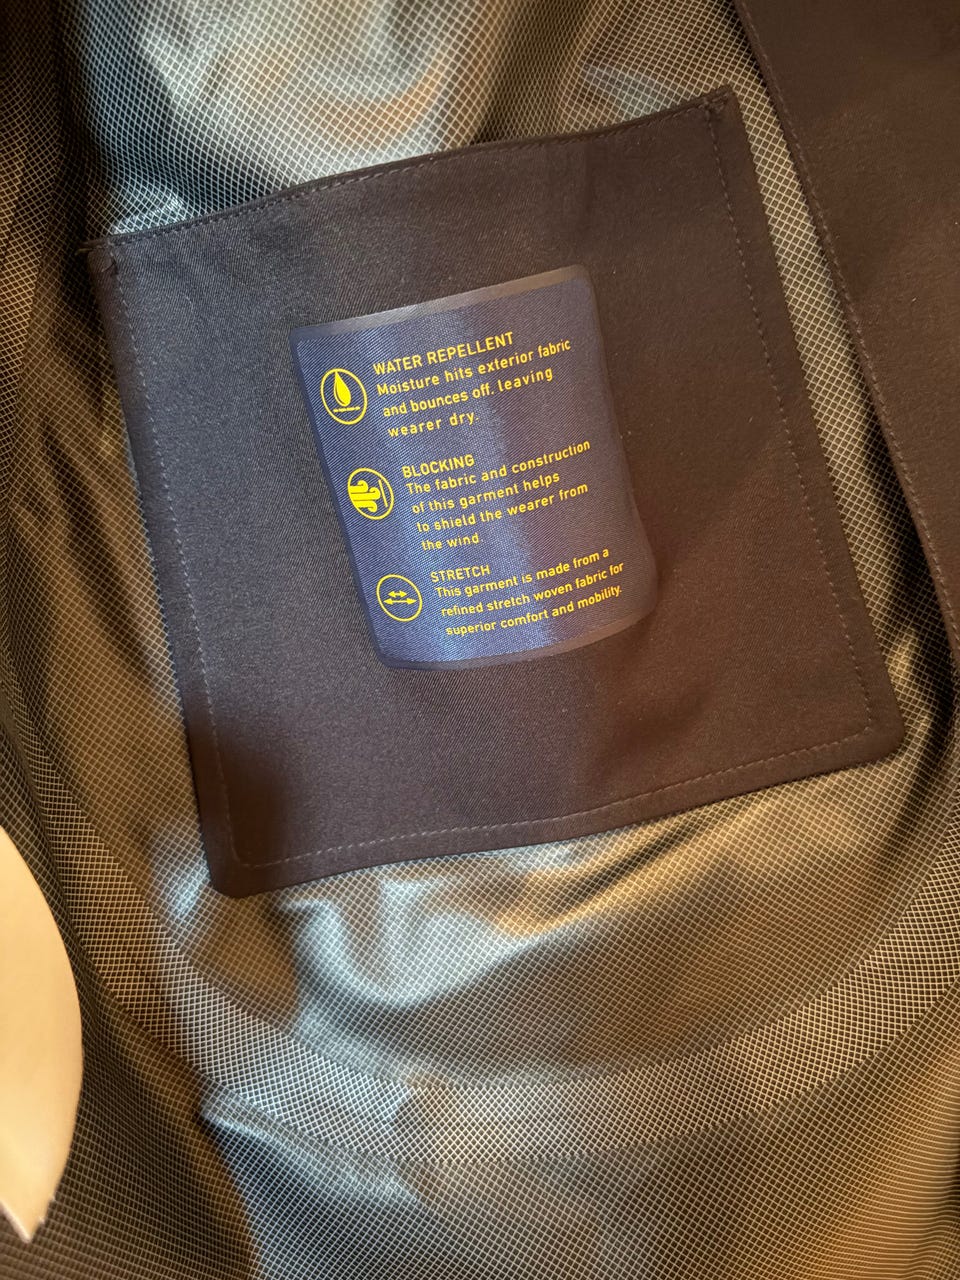 WATER REPELLENT
Moisture hits exterior fabric
and bounces off. leaving
wearer dry.
BLOCKING
The fabric and construction
of this garment helps
to shield the wearer from
the wind.
STRETCH
This garment is made from a
refined stretch woven fabric for
superior comfort and mobility.